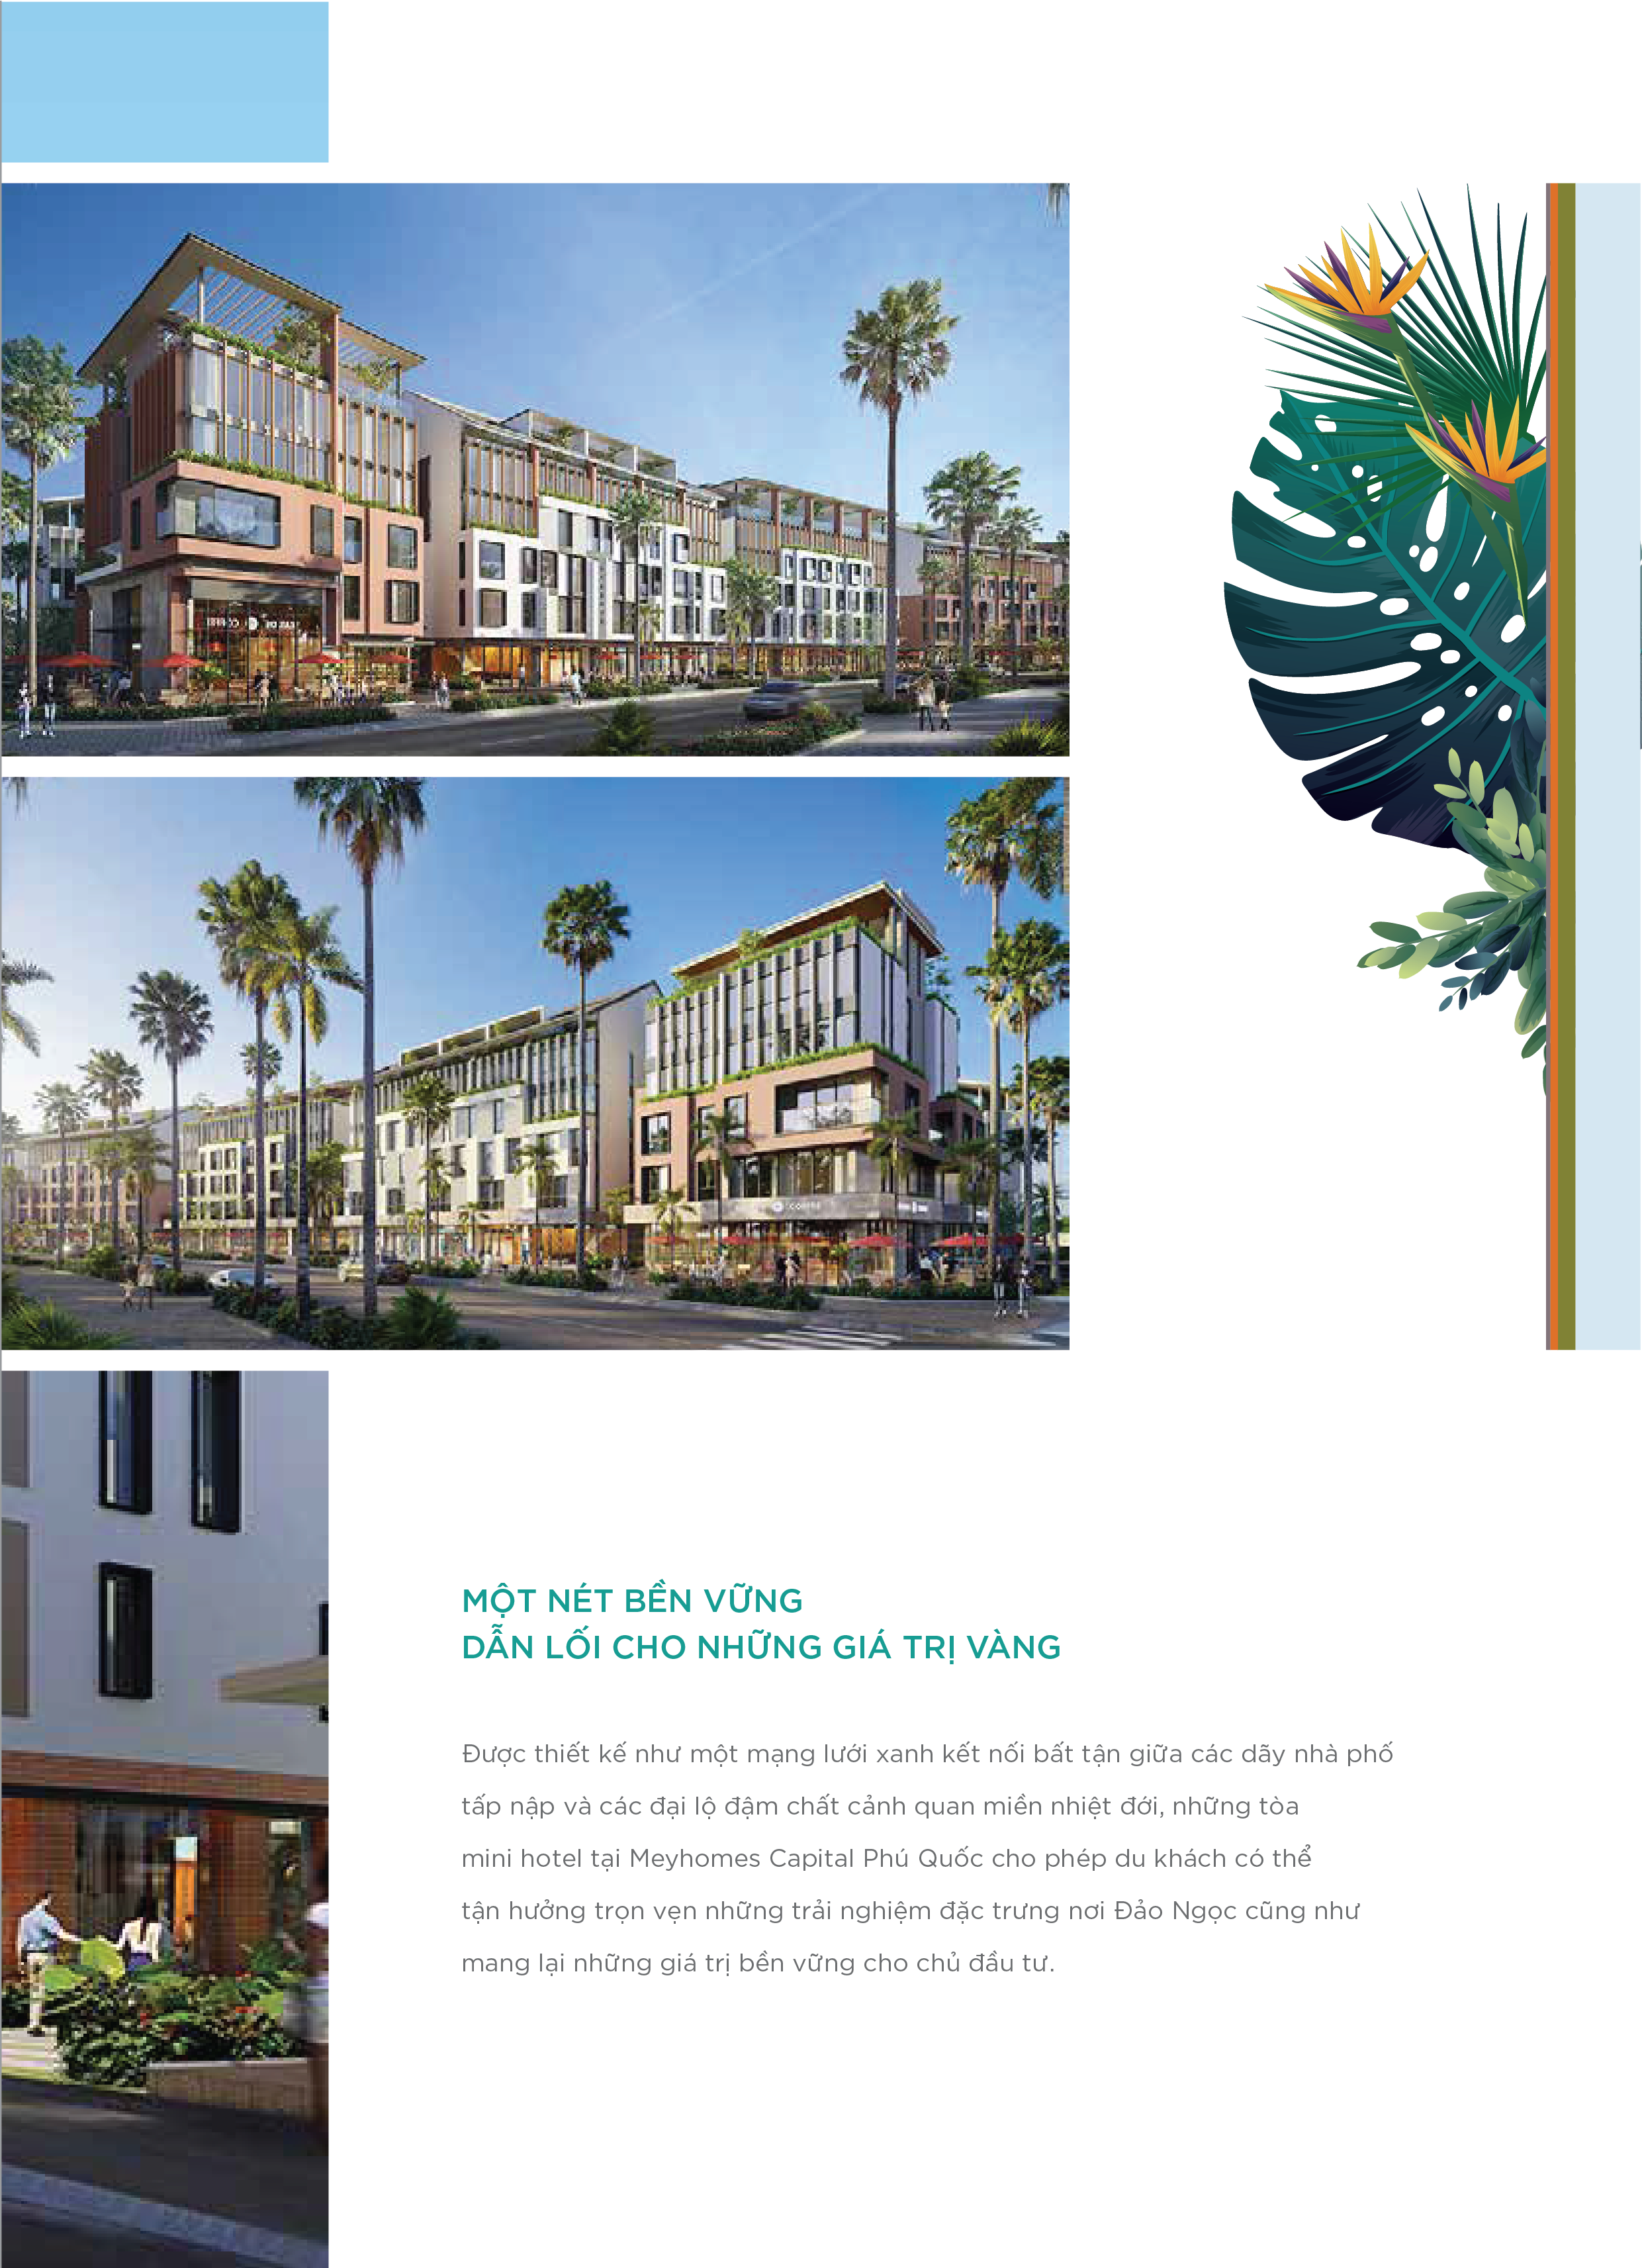 MỘT NÉT BỀN VỮNG
DẪN LỐI CHO NHỮNG GIÁ TRỊ VÀNG
Được thiết kế như một mạng lưới xanh kết nối bất tận giữa các dãy nhà phố
tấp nập và các đại lộ đậm chất cảnh quan miền nhiệt đới, những tòa
mini hotel tại Meyhomes Capital Phú Quốc cho phép du khách có thể
tận hưởng trọn vẹn những trải nghiệm đặc trưng nơi Đảo Ngọc cũng như
mang lại những giá trị bền vững cho chủ đầu tư.